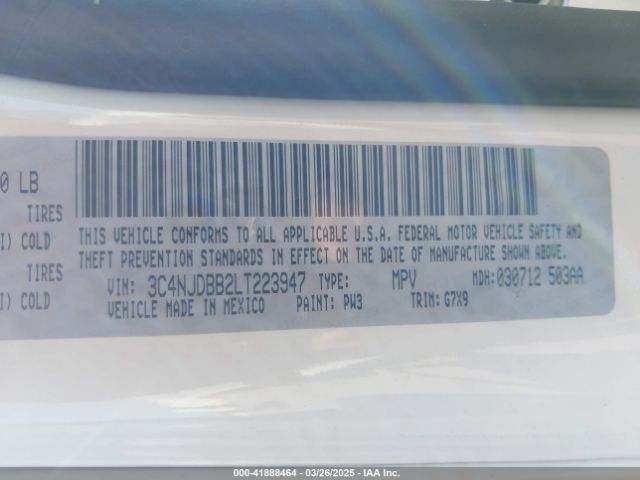 0 LB
TIRES
I) COLD
TIRES
I) COLD
THIS VEHICLE CONFORMS TO ALL APPLICABLE U.S.A. FEDERAL MOTOR VEHICLE SAFETY AND
THEFT PREVENTION STANDARDS IN EFFECT ON THE DATE OF MANUFACTURE SHOWN ABOVE.
VIN: 3C4NJDBB2LT223947 TYPE: MPV MDH:030712 503AA
VEHICLE MADE IN MEXICO PAINT: PW3 TRIM: G7X9
000-41888464 - 03/26/2025 - IAA Inc.